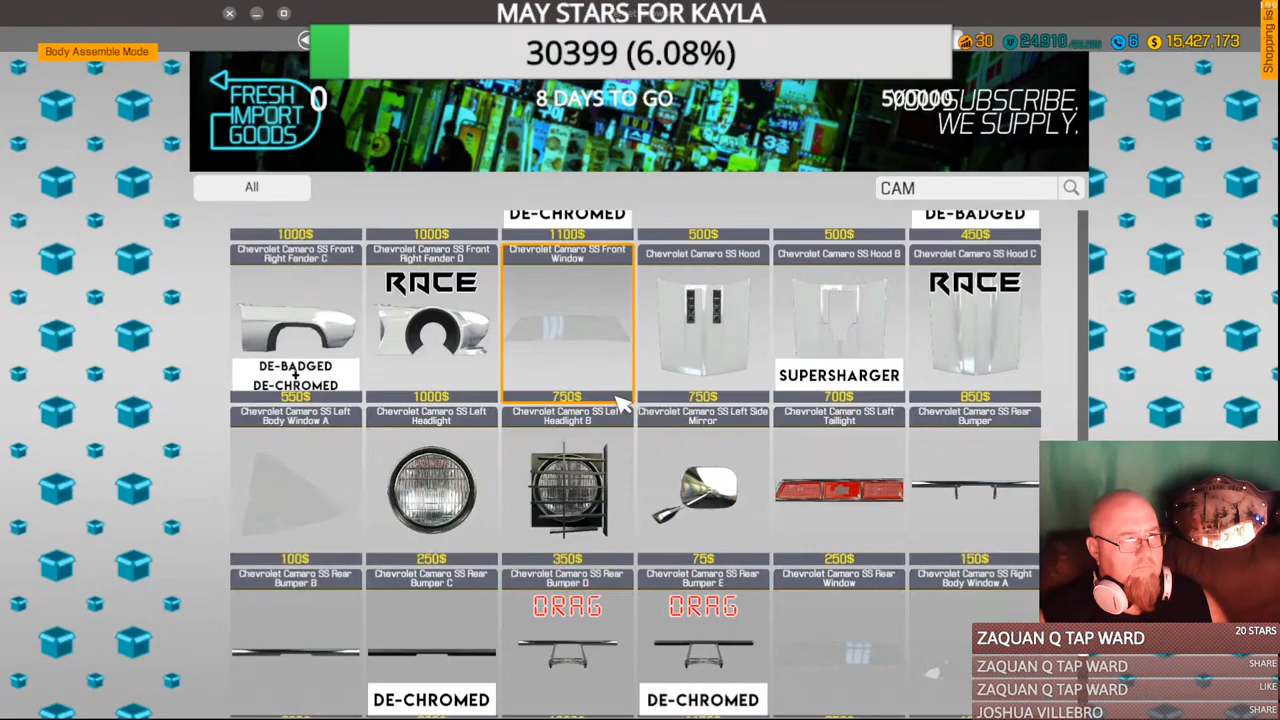 MAY STARS FOR KAYLA
30399 (6.08%)
0
8 DAYS TO GO
500000
Body Assemble Mode
30
24,910
6
15,427,173
Shopping list
FRESH
IMPORT
GOODS
SUBSCRIBE.
WE SUPPLY.
All
CAM
DE-CHROMED
DE-BADGED
1000$
1000$
1100$
500$
500$
450$
Chevrolet Camaro SS Front
Right Fender C
Chevrolet Camaro SS Front
Right Fender D
Chevrolet Camaro SS Front
Window
Chevrolet Camaro SS Hood
Chevrolet Camaro SS Hood B
Chevrolet Camaro SS Hood C
RACE
RACE
DE-BADGED
+
DE-CHROMED
SUPERSHARGER
550$
1000$
750$
750$
700$
850$
Chevrolet Camaro SS Left
Body Window A
Chevrolet Camaro SS Left
Headlight
Chevrolet Camaro SS Left
Headlight B
Chevrolet Camaro SS Left Side
Mirror
Chevrolet Camaro SS Left
Taillight
Chevrolet Camaro SS Rear
Bumper
100$
250$
350$
75$
250$
150$
Chevrolet Camaro SS Rear
Bumper B
Chevrolet Camaro SS Rear
Bumper C
Chevrolet Camaro SS Rear
Bumper D
Chevrolet Camaro SS Rear
Bumper E
Chevrolet Camaro SS Rear
Window
Chevrolet Camaro SS Right
Body Window A
DRAG
DRAG
DE-CHROMED
DE-CHROMED
ZAQUAN Q TAP WARD
20 STARS
ZAQUAN Q TAP WARD
SHARE
ZAQUAN Q TAP WARD
LIKE
JOSHUA VILLEBRO
SHARE